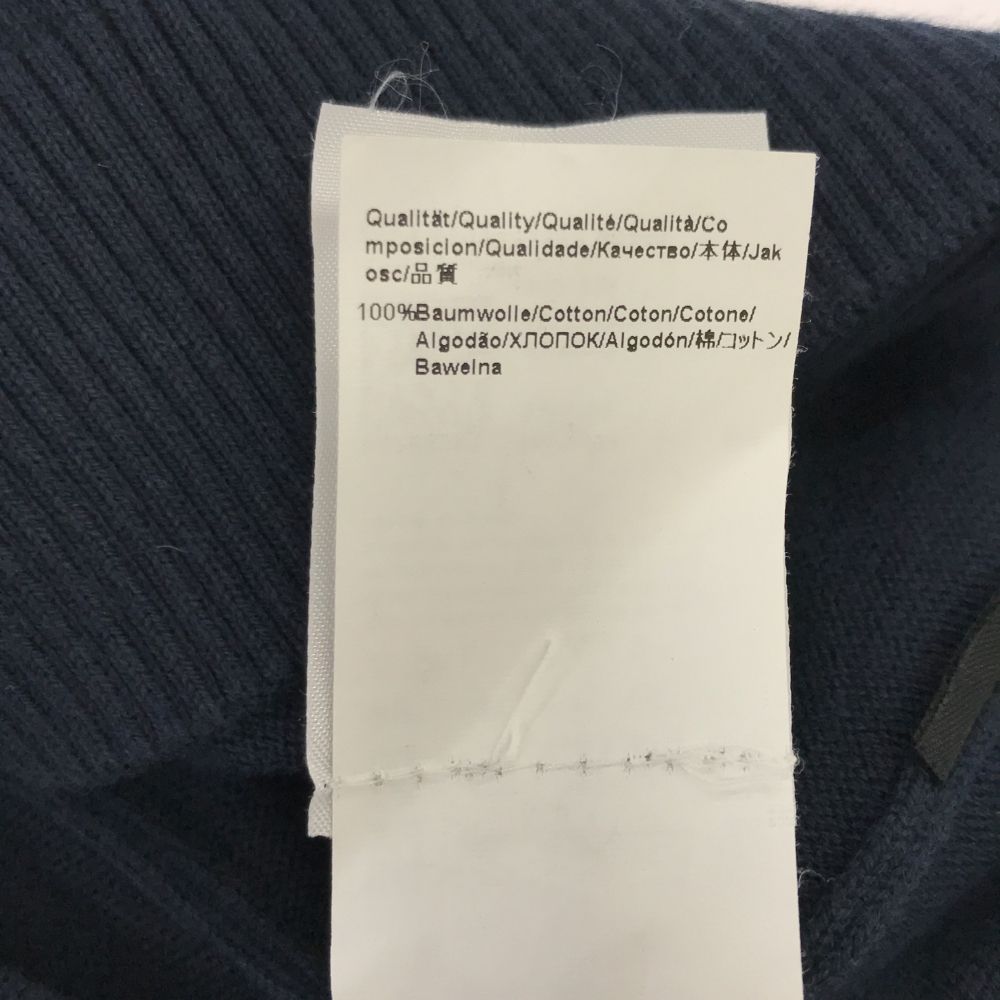 Qualität/Quality/Qualité/Qualità/Co
mposicion/Qualidade/Качество/本体/Jak
osc/品質
100%Baumwolle/Cotton/Coton/Cotone/
Algodão/ХЛОПОК/Algodón/棉/コットン/
Bawelna